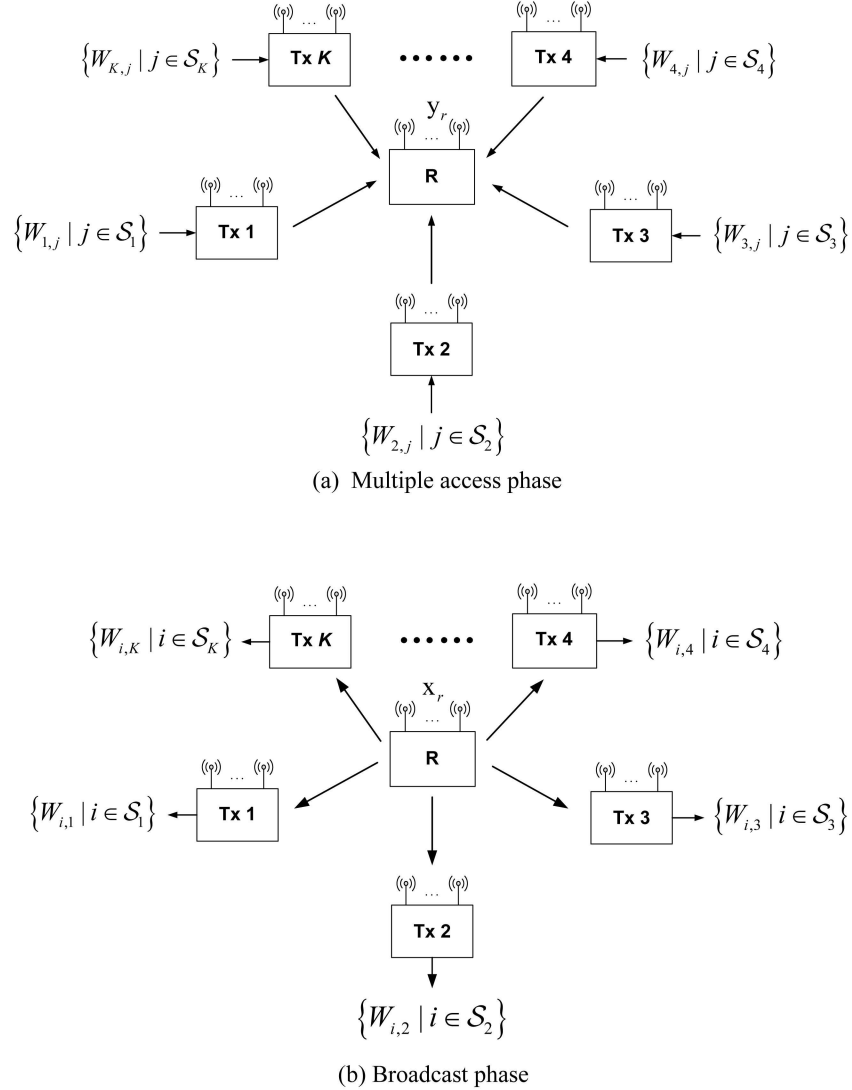 Tx K
...
Tx 4
...
{W_{K,j} | j ∈ S_K}
......
{W_{4,j} | j ∈ S_4}
y_r
...
R
{W_{1,j} | j ∈ S_1}
...
Tx 1
...
Tx 3
{W_{3,j} | j ∈ S_3}
...
Tx 2
{W_{2,j} | j ∈ S_2}
(a) Multiple access phase
{W_{i,K} | i ∈ S_K}
...
Tx K
......
...
Tx 4
{W_{i,4} | i ∈ S_4}
x_r
...
R
{W_{i,1} | i ∈ S_1}
...
Tx 1
...
Tx 3
{W_{i,3} | i ∈ S_3}
...
Tx 2
{W_{i,2} | i ∈ S_2}
(b) Broadcast phase